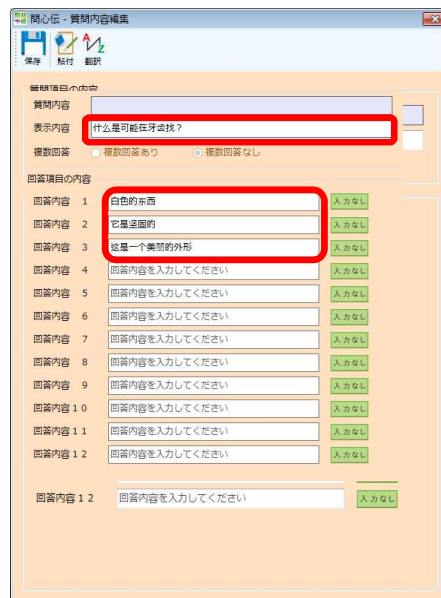 問心伝 - 質問内容編集
保存 貼付 翻訳
質問項目の内容
質問内容
表示内容 什么是可能在牙齿找？
複数回答 複数回答あり 複数回答なし
回答項目の内容
回答内容 1 白色的东西 入力なし
回答内容 2 它是坚固的 入力なし
回答内容 3 这是一个美丽的外形 入力なし
回答内容 4 回答内容を入力してください 入力なし
回答内容 5 回答内容を入力してください 入力なし
回答内容 6 回答内容を入力してください 入力なし
回答内容 7 回答内容を入力してください 入力なし
回答内容 8 回答内容を入力してください 入力なし
回答内容 9 回答内容を入力してください 入力なし
回答内容１０ 回答内容を入力してください 入力なし
回答内容１１ 回答内容を入力してください 入力なし
回答内容１２ 回答内容を入力してください 入力なし
回答内容１２ 回答内容を入力してください 入力なし